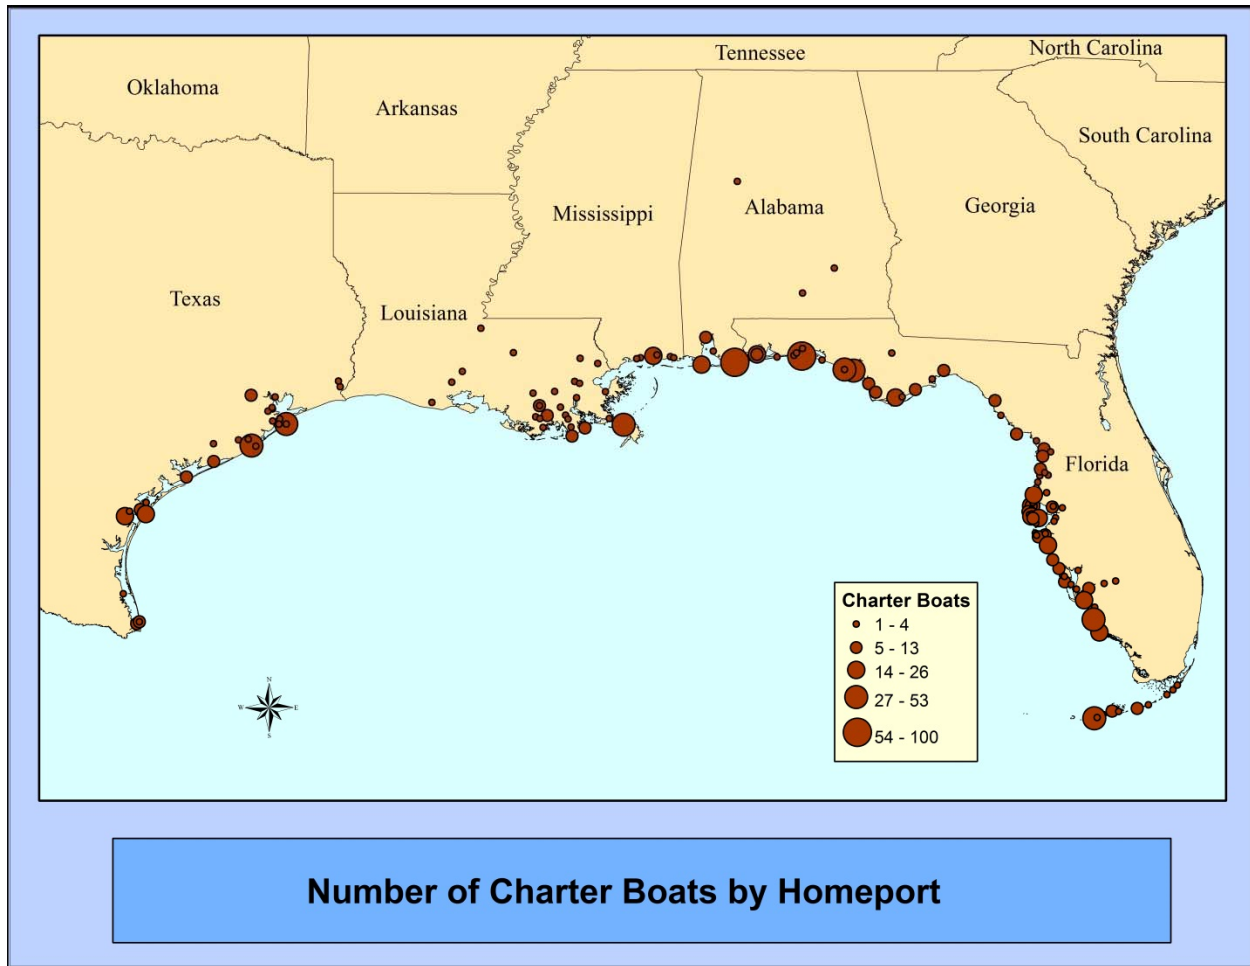 North Carolina
Tennessee
Oklahoma
Arkansas
South Carolina
Mississippi
Alabama
Georgia
Texas
Louisiana
Florida
Charter Boats
1 - 4
5 - 13
14 - 26
27 - 53
54 - 100
N
W
E
S
Number of Charter Boats by Homeport